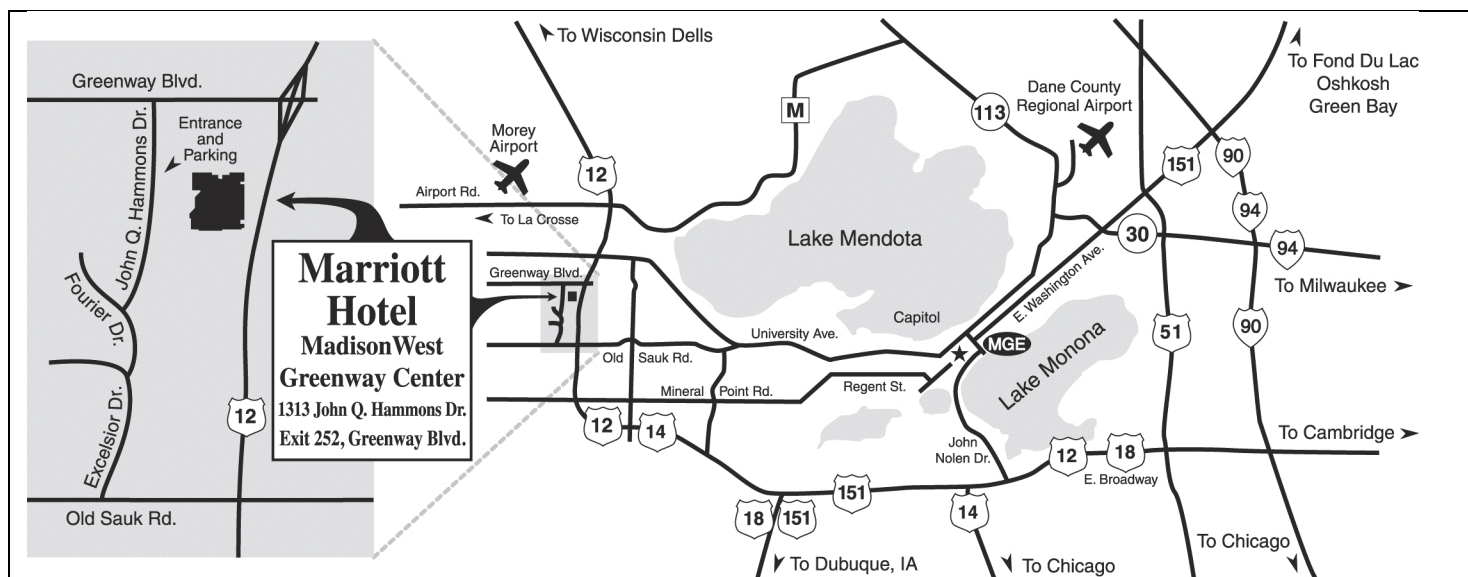 Greenway Blvd.
John Q. Hammons Dr.
Entrance
and
Parking
Fourier Dr.
Excelsior Dr.
12
Old Sauk Rd.
Marriott
Hotel
MadisonWest
Greenway Center
1313 John Q. Hammons Dr.
Exit 252, Greenway Blvd.
To Wisconsin Dells
Morey
Airport
12
Airport Rd.
To La Crosse
Greenway Blvd.
M
113
Dane County
Regional Airport
To Fond Du Lac
Oshkosh
Green Bay
151
90
94
30
94
To Milwaukee
Lake Mendota
E. Washington Ave.
Capitol
MGE
Lake Monona
51
90
University Ave.
Old Sauk Rd.
Mineral Point Rd.
Regent St.
12
14
John
Nolen Dr.
12
18
E. Broadway
To Cambridge
151
18
151
14
To Dubuque, IA
To Chicago
To Chicago